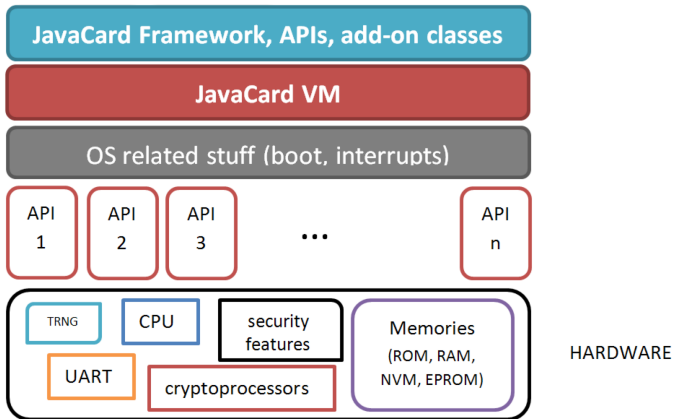 JavaCard Framework, APIs, add-on classes
JavaCard VM
OS related stuff (boot, interrupts)
API
1
API
2
API
3
...
API
n
TRNG
CPU
security
features
UART
cryptoprocessors
Memories
(ROM, RAM,
NVM, EPROM)
HARDWARE